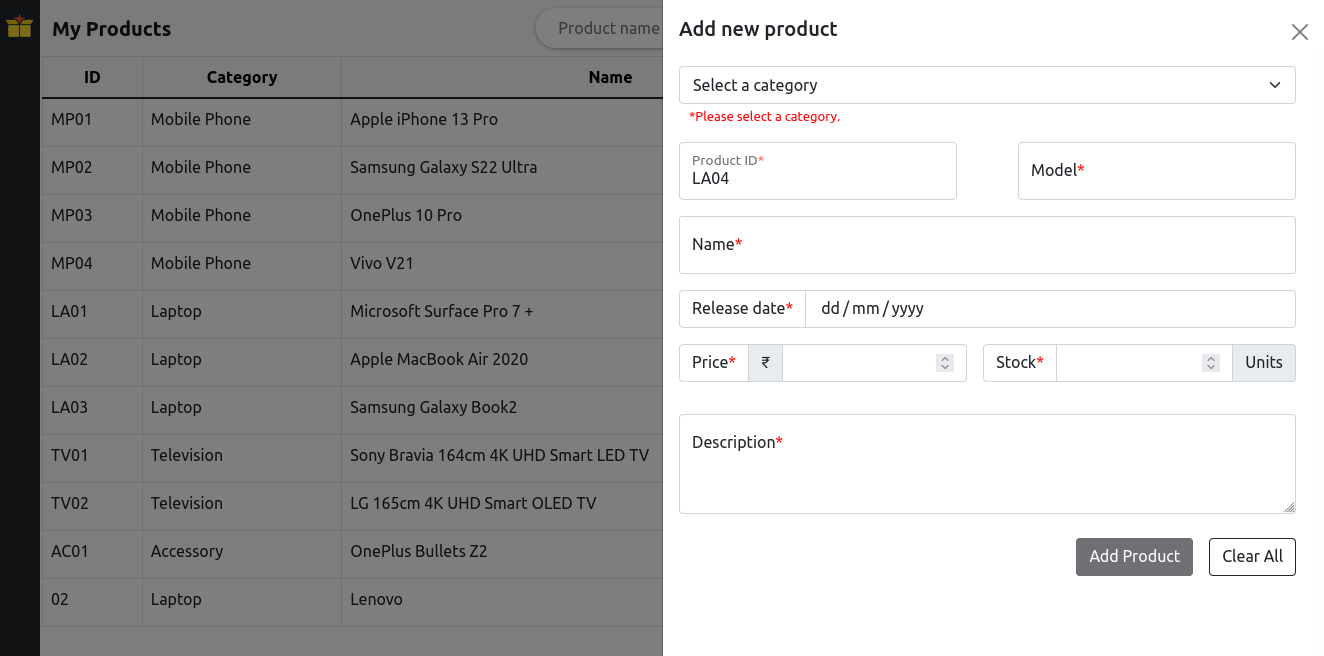 My Products
Product name
ID Category Name
MP01 Mobile Phone Apple iPhone 13 Pro
MP02 Mobile Phone Samsung Galaxy S22 Ultra
MP03 Mobile Phone OnePlus 10 Pro
MP04 Mobile Phone Vivo V21
LA01 Laptop Microsoft Surface Pro 7 +
LA02 Laptop Apple MacBook Air 2020
LA03 Laptop Samsung Galaxy Book2
TV01 Television Sony Bravia 164cm 4K UHD Smart LED TV
TV02 Television LG 165cm 4K UHD Smart OLED TV
AC01 Accessory OnePlus Bullets Z2
02 Laptop Lenovo
Add new product
Select a category
*Please select a category.
Product ID*
LA04
Model*
Name*
Release date* dd/mm/yyyy
Price* ₹ Stock* Units
Description*
Add Product Clear All